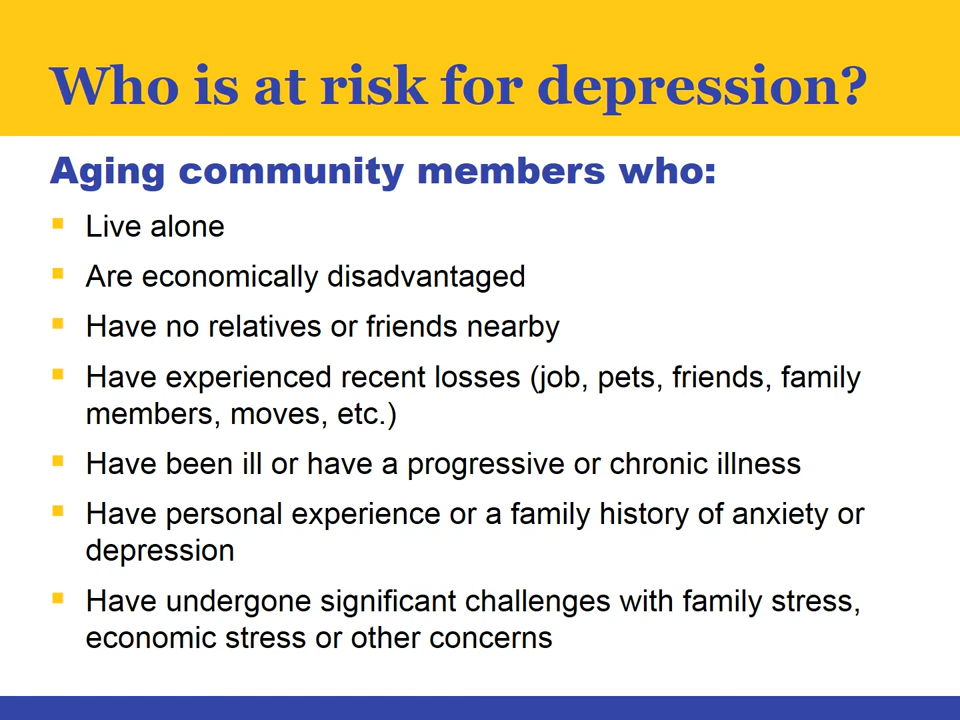 Who is at risk for depression?
Aging community members who:
Live alone
Are economically disadvantaged
Have no relatives or friends nearby
Have experienced recent losses (job, pets, friends, family
members, moves, etc.)
Have been ill or have a progressive or chronic illness
Have personal experience or a family history of anxiety or
depression
Have undergone significant challenges with family stress,
economic stress or other concerns